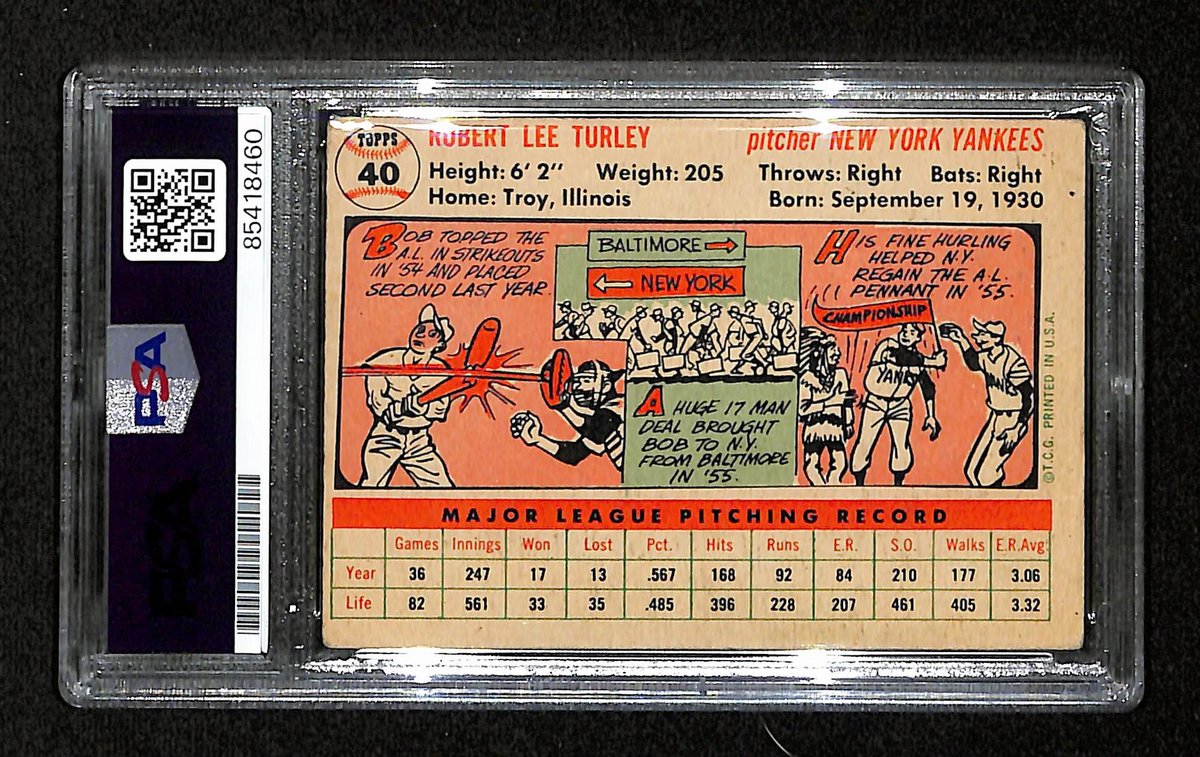 85418460
PSA
TOPPS
40
ROBERT LEE TURLEY pitcher NEW YORK YANKEES
Height: 6' 2" Weight: 205 Throws: Right Bats: Right
Home: Troy, Illinois Born: September 19, 1930
BOB TOPPED THE
A.L. IN STRIKEOUTS
IN '54 AND PLACED
SECOND LAST YEAR.
BALTIMORE
NEW YORK
A HUGE 17 MAN
DEAL BROUGHT
BOB TO N.Y.
FROM BALTIMORE
IN '55.
HIS FINE HURLING
HELPED N.Y.
REGAIN THE A.L.
PENNANT IN '55.
CHAMPIONSHIP
YANKS
©T.C.G. PRINTED IN U.S.A.
MAJOR LEAGUE PITCHING RECORD
Games Innings Won Lost Pct. Hits Runs E.R. S.O. Walks E.R.Avg.
Year 36 247 17 13 .567 168 92 84 210 177 3.06
Life 82 561 33 35 .485 396 228 207 461 405 3.32